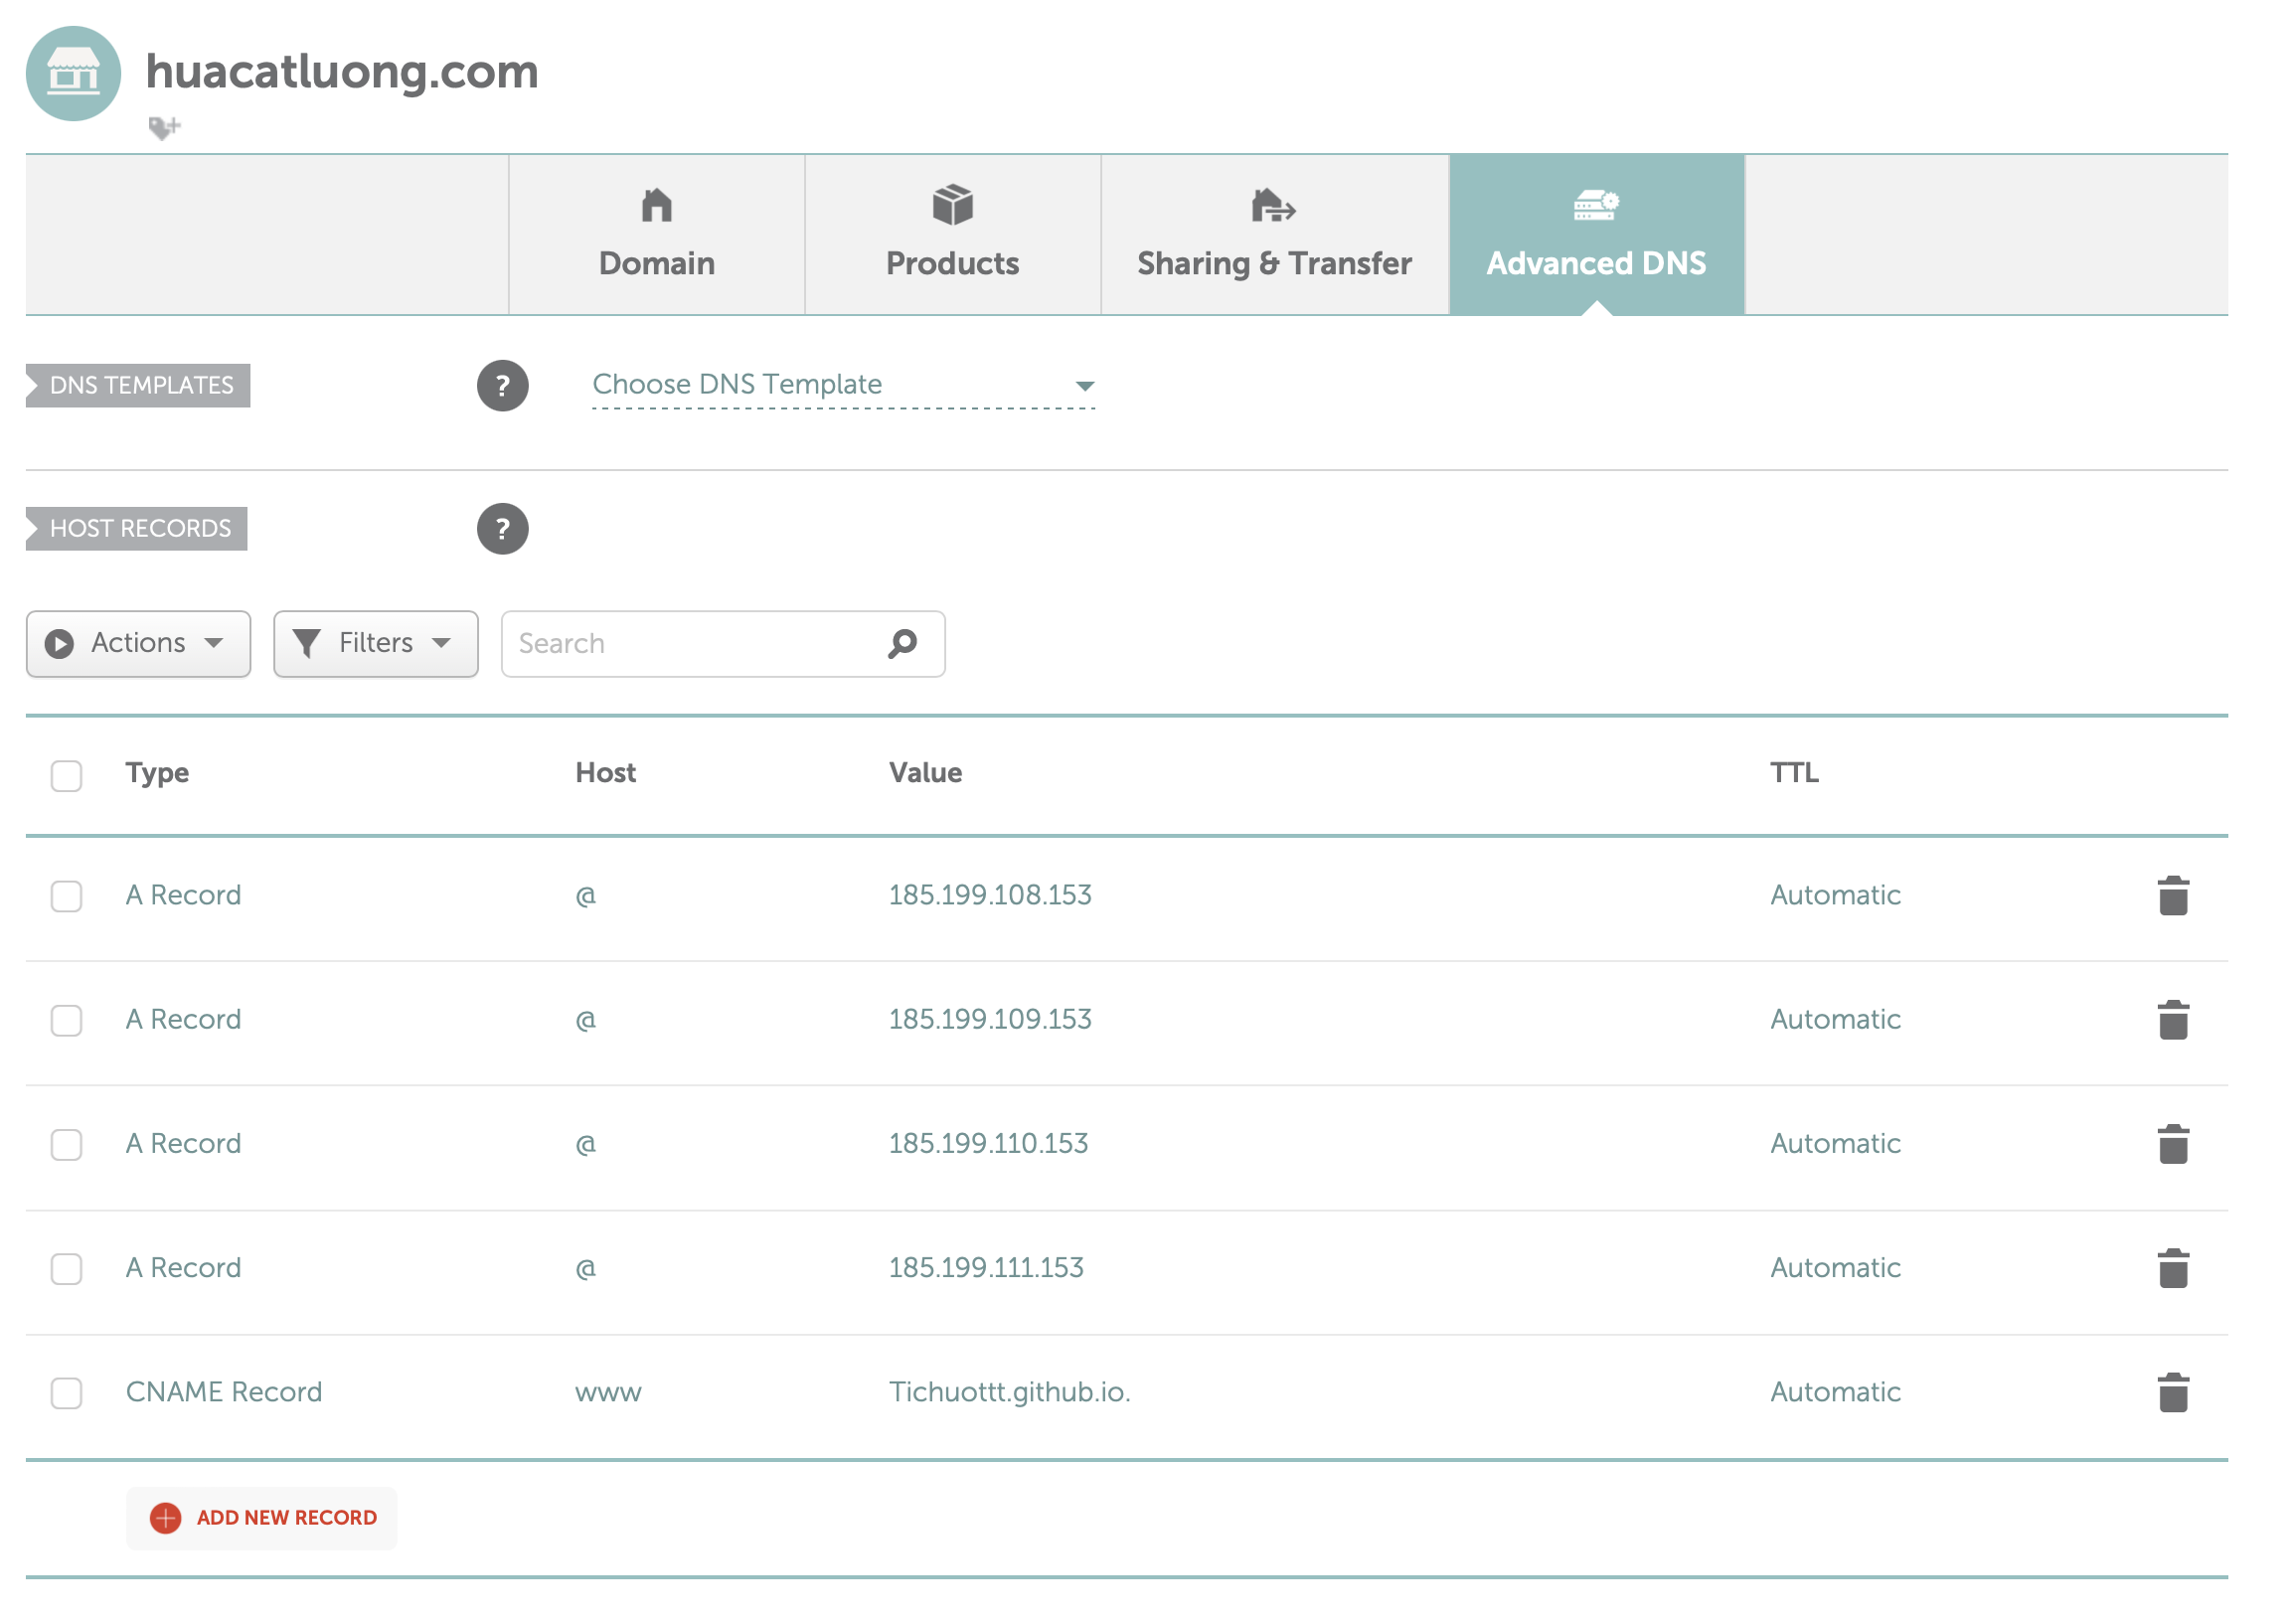 huacatluong.com
Domain
Products
Sharing & Transfer
Advanced DNS
DNS TEMPLATES
?
Choose DNS Template
HOST RECORDS
?
Actions
Filters
Search
Type Host Value TTL
A Record @ 185.199.108.153 Automatic
A Record @ 185.199.109.153 Automatic
A Record @ 185.199.110.153 Automatic
A Record @ 185.199.111.153 Automatic
CNAME Record www Tichuottt.github.io. Automatic
ADD NEW RECORD